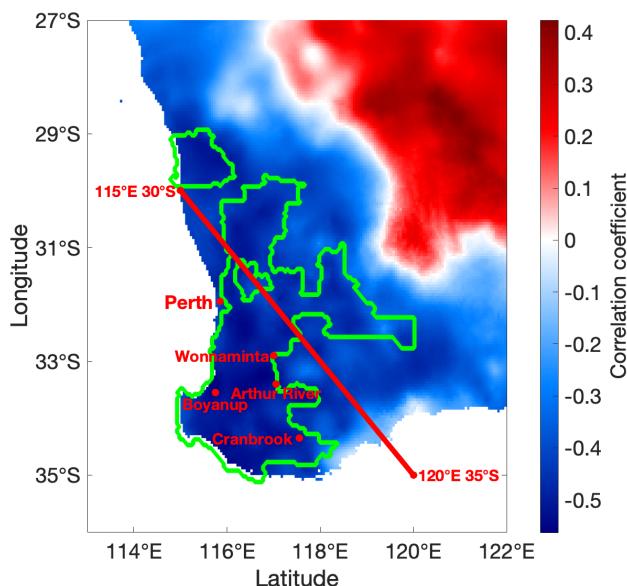 27°S
29°S
31°S
33°S
35°S
Longitude
115°E 30°S
Perth
Wonnaminta
Arthur River
Boyanup
Cranbrook
120°E 35°S
114°E 116°E 118°E 120°E 122°E
Latitude
0.4
0.3
0.2
0.1
0
-0.1
-0.2
-0.3
-0.4
-0.5
Correlation coefficient